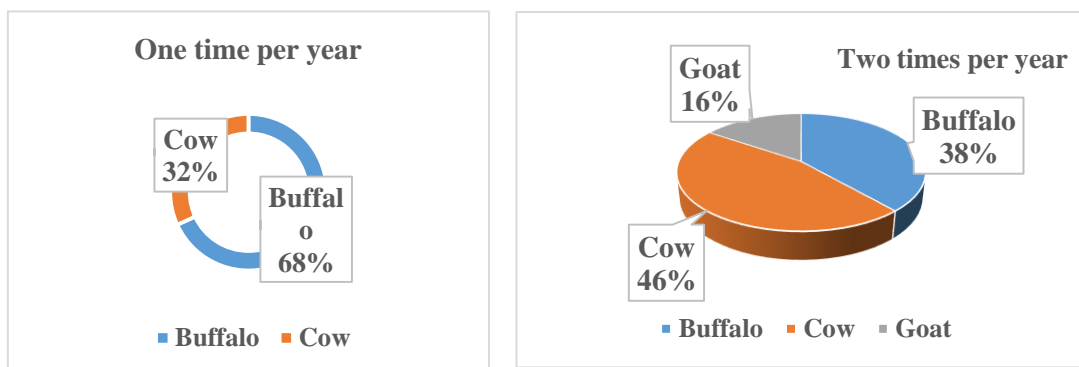 One time per year
Cow
32%
Buffal
o
68%
Buffalo Cow
Two times per year
Goat
16%
Buffalo
38%
Cow
46%
Buffalo Cow Goat